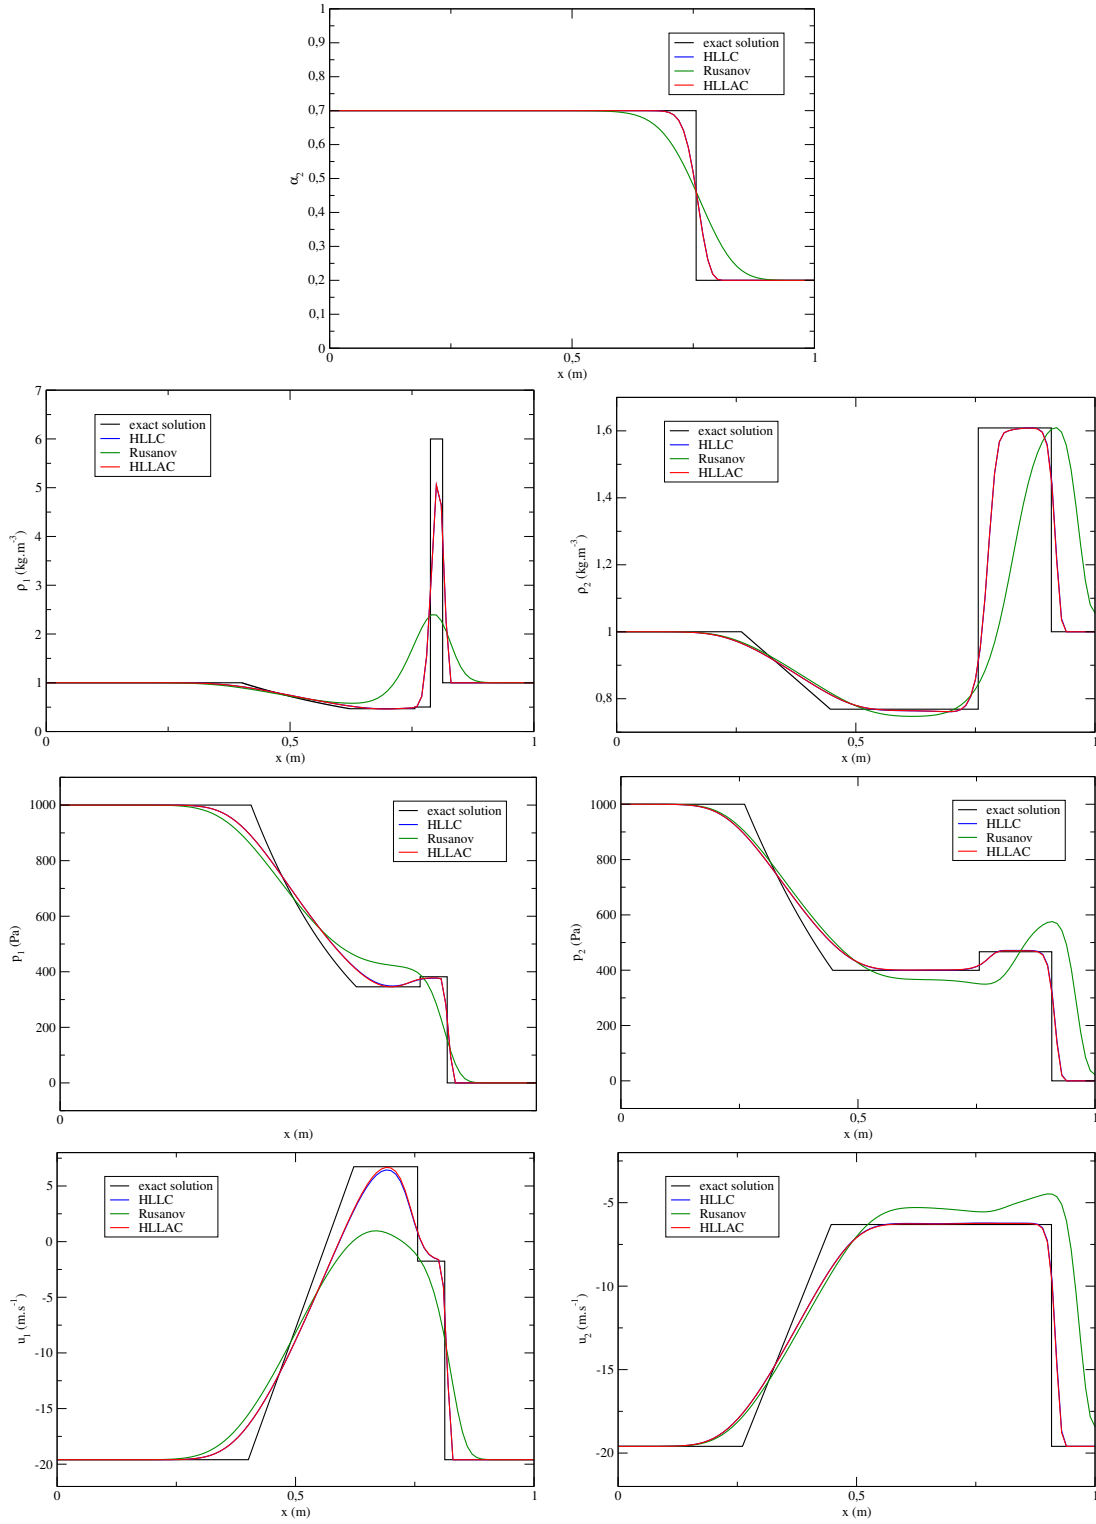 1
0,9
0,8
0,7
0,6
0,5
0,4
0,3
0,2
0,1
0
α2
exact solution
HLLC
Rusanov
HLLAC
0
0,5
1
x (m)
7
6
5
4
3
2
1
0
ρ1 (kg.m-3)
exact solution
HLLC
Rusanov
HLLAC
0
0,5
1
x (m)
1,6
1,4
1,2
1
0,8
ρ2 (kg.m-3)
exact solution
HLLC
Rusanov
HLLAC
0
0,5
1
x (m)
1000
800
600
400
200
0
p1 (Pa)
exact solution
HLLC
Rusanov
HLLAC
0
x (m)
1000
800
600
400
200
0
p2 (Pa)
exact solution
HLLC
Rusanov
HLLAC
0
0,5
1
x (m)
5
0
-5
-10
-15
-20
u1 (m.s-1)
exact solution
HLLC
Rusanov
HLLAC
0
0,5
1
x (m)
-5
-10
-15
-20
u2 (m.s-1)
exact solution
HLLC
Rusanov
HLLAC
0
0,5
1
x (m)